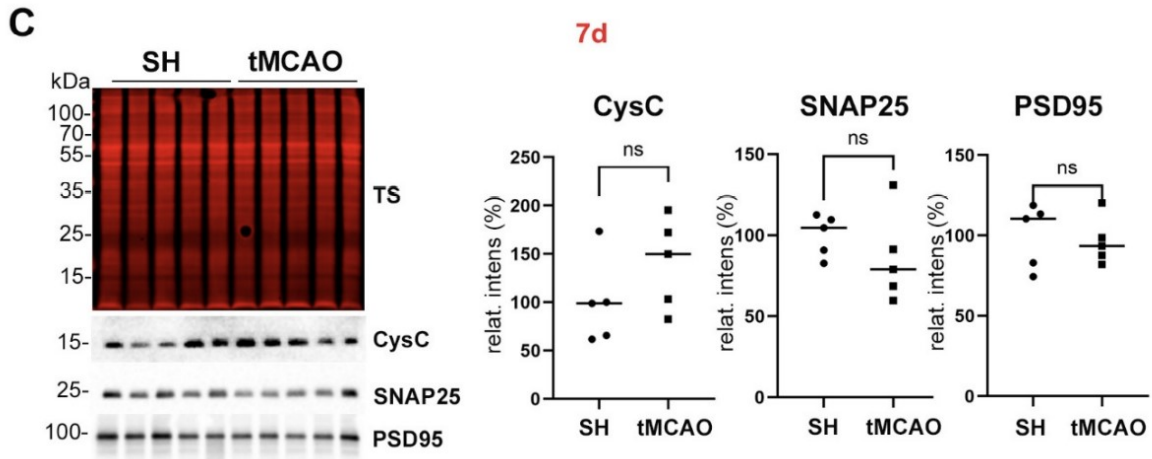 C
7d
SH tMCAO
kDa
100-
70-
55-
35-
25-
15-
TS
15-
CysC
25-
SNAP25
100-
PSD95
CysC
ns
250
200
150
100
50
0
relat. intens (%)
SH tMCAO
SNAP25
ns
150
100
50
0
relat. intens (%)
SH tMCAO
PSD95
ns
150
100
50
0
relat. intens (%)
SH tMCAO